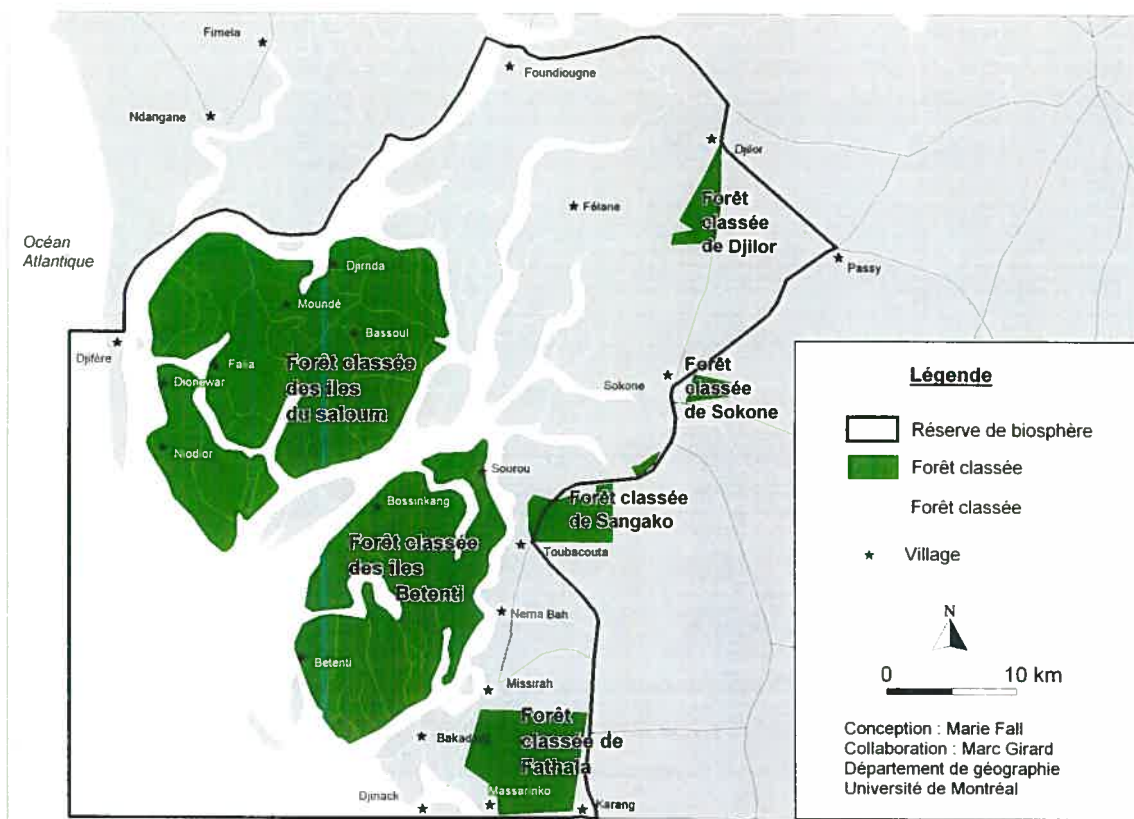 Fimela
Foundiougne
Ndangane
Djilor
Félane
Forêt
classée
de Djilor
Océan
Atlantique
Passy
Djirnda
Moundé
Bassoul
Djifère
Falia
Dionewar
Forêt classée
des îles
du saloum
Niodior
Sokone
Forêt
classée
de Sokone
Sourou
Bossinkang
Forêt classée
de Sangako
Forêt classée
des îles
Betenti
Toubacouta
Nema Bah
Betenti
Missirah
Forêt
classée de
Fathala
Djinack
Massarinko
Karang
Légende
Réserve de biosphère
Forêt classée
Forêt classée
Village
N
0 10 km
Conception : Marie Fall
Collaboration : Marc Girard
Département de géographie
Université de Montréal